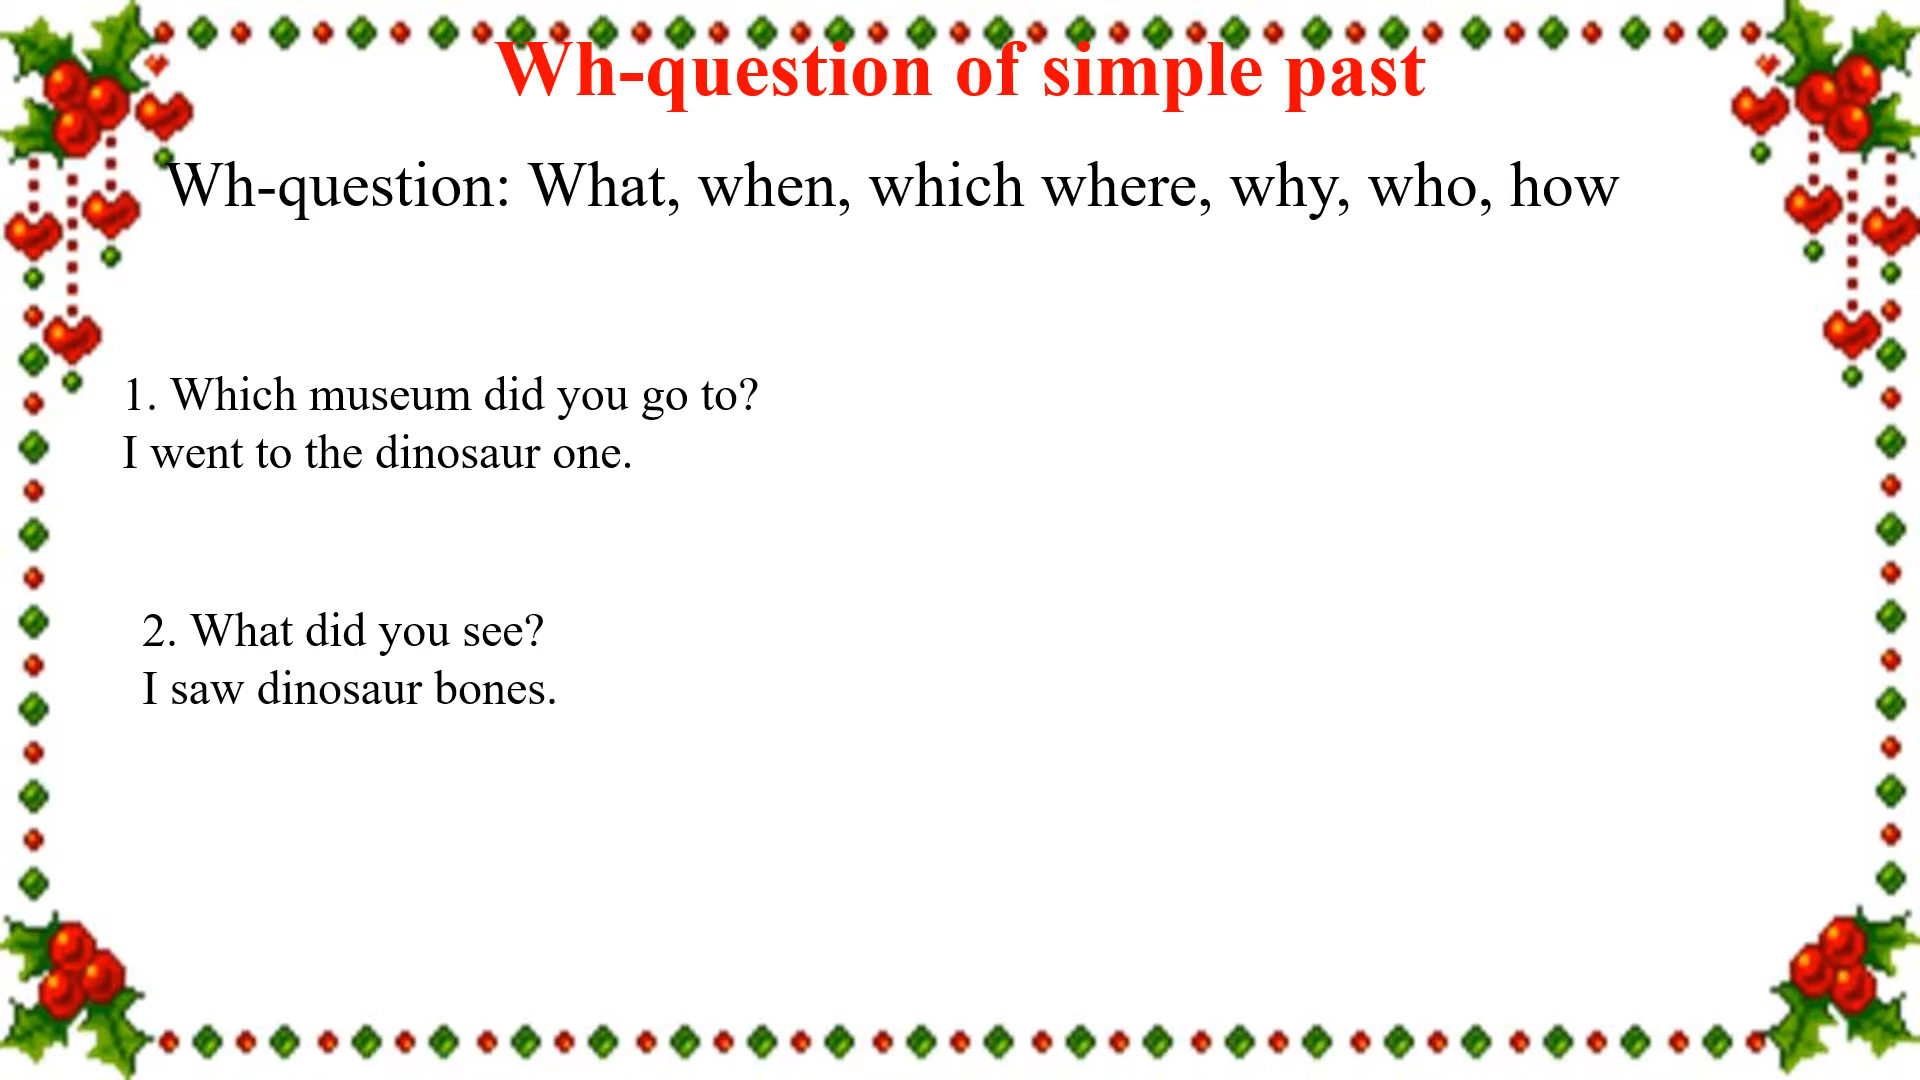 Wh-question of simple past
Wh-question: What, when, which where, why, who, how
1. Which museum did you go to?
I went to the dinosaur one.
2. What did you see?
I saw dinosaur bones.